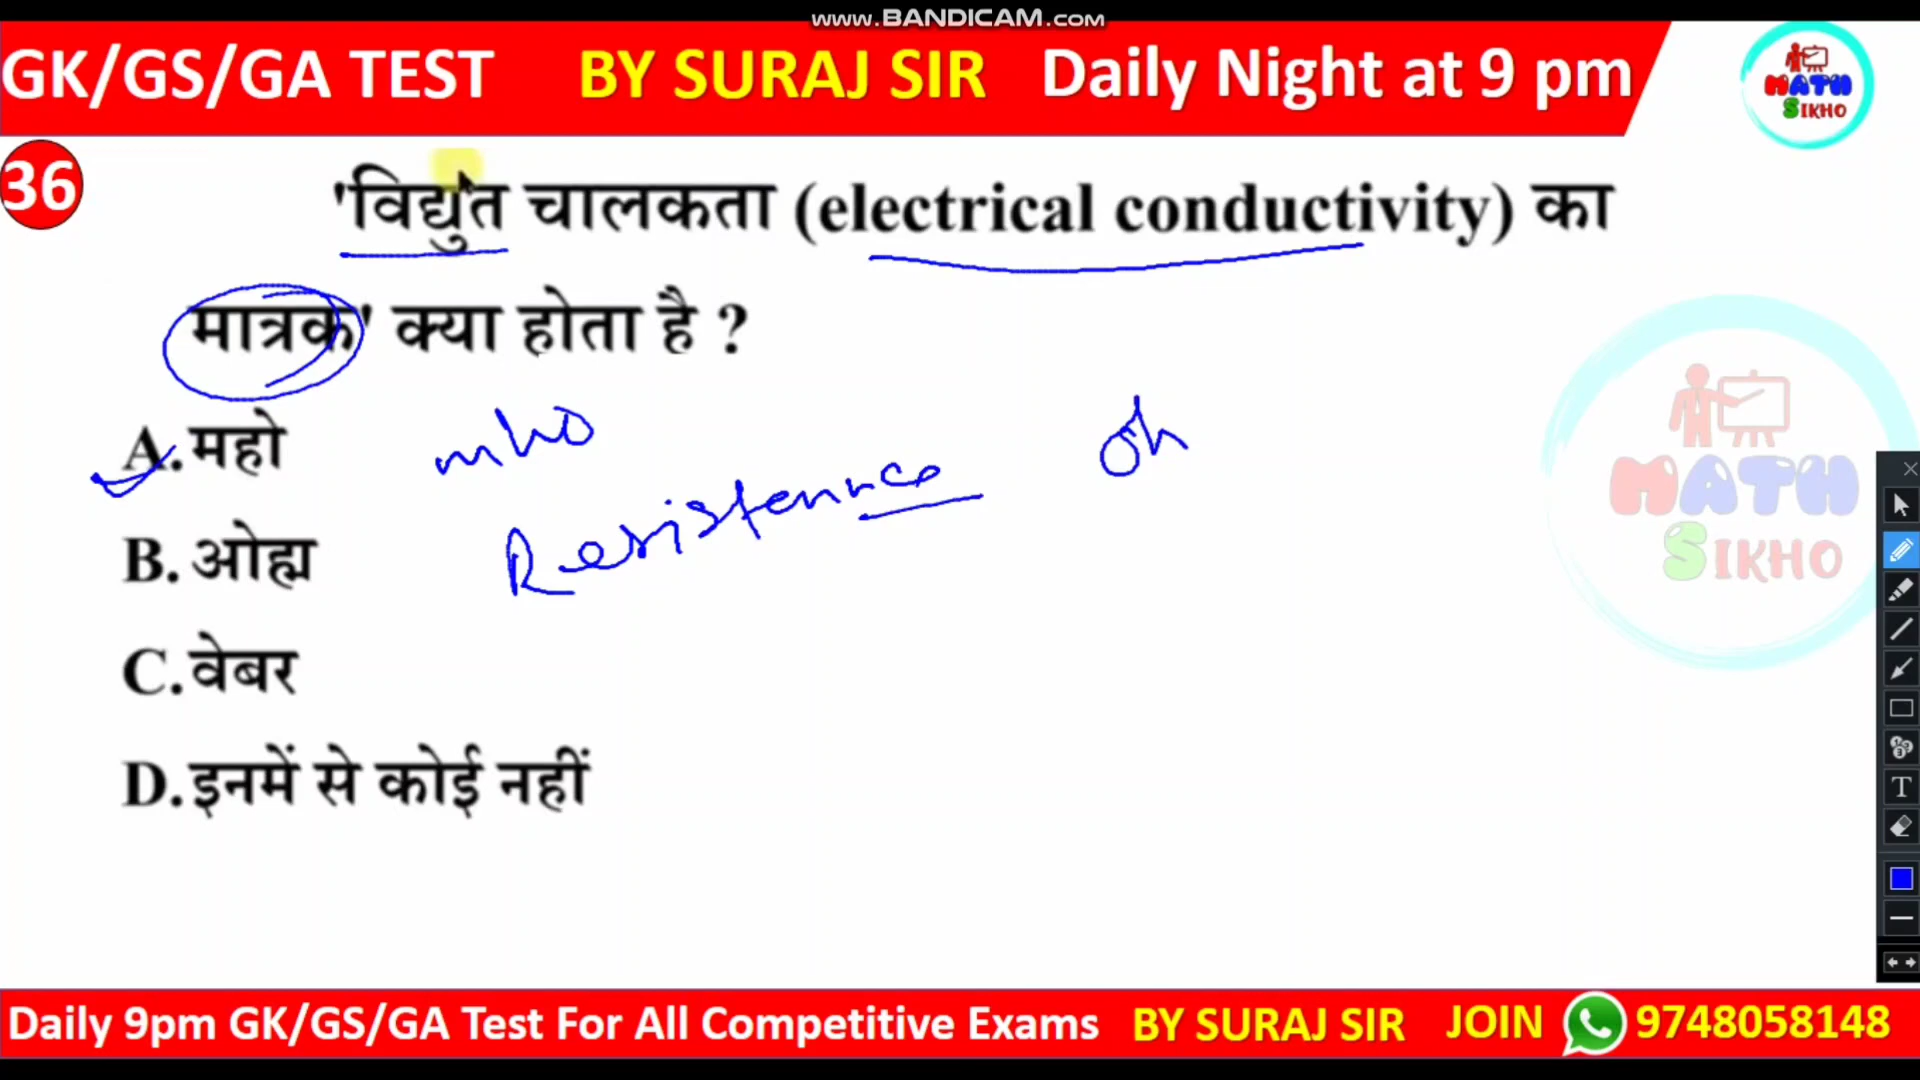 www.BANDICAM.com
GK/GS/GA TEST BY SURAJ SIR Daily Night at 9 pm
MATH
SIKHO
36
'विद्युत चालकता (electrical conductivity) का
मात्रक' क्या होता है ?
A. महो
mho
oh
Resistennce
B. ओह्म
C. वेबर
D. इनमें से कोई नहीं
MATH
SIKHO
T
Daily 9pm GK/GS/GA Test For All Competitive Exams BY SURAJ SIR JOIN 9748058148